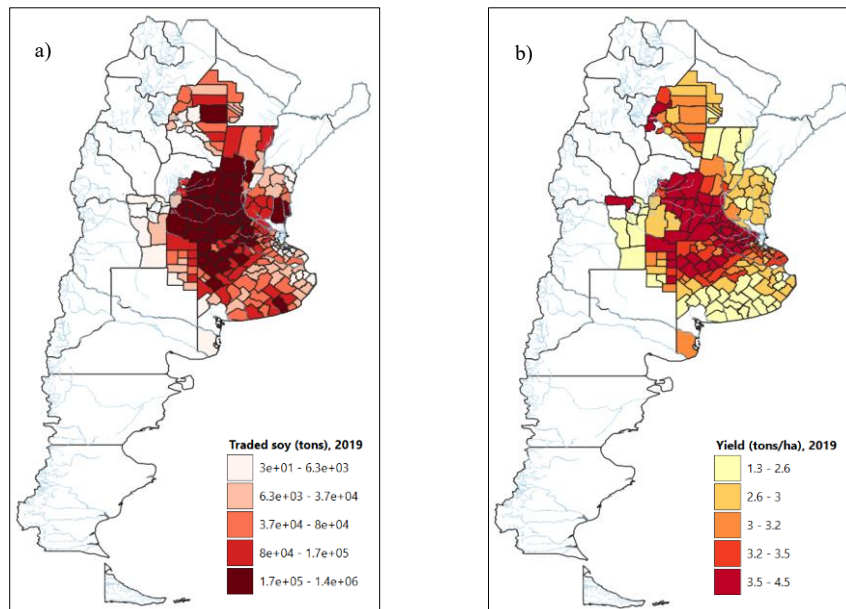 a)
Traded soy (tons), 2019
3e+01 - 6.3e+03
6.3e+03 - 3.7e+04
3.7e+04 - 8e+04
8e+04 - 1.7e+05
1.7e+05 - 1.4e+06
b)
Yield (tons/ha), 2019
1.3 - 2.6
2.6 - 3
3 - 3.2
3.2 - 3.5
3.5 - 4.5